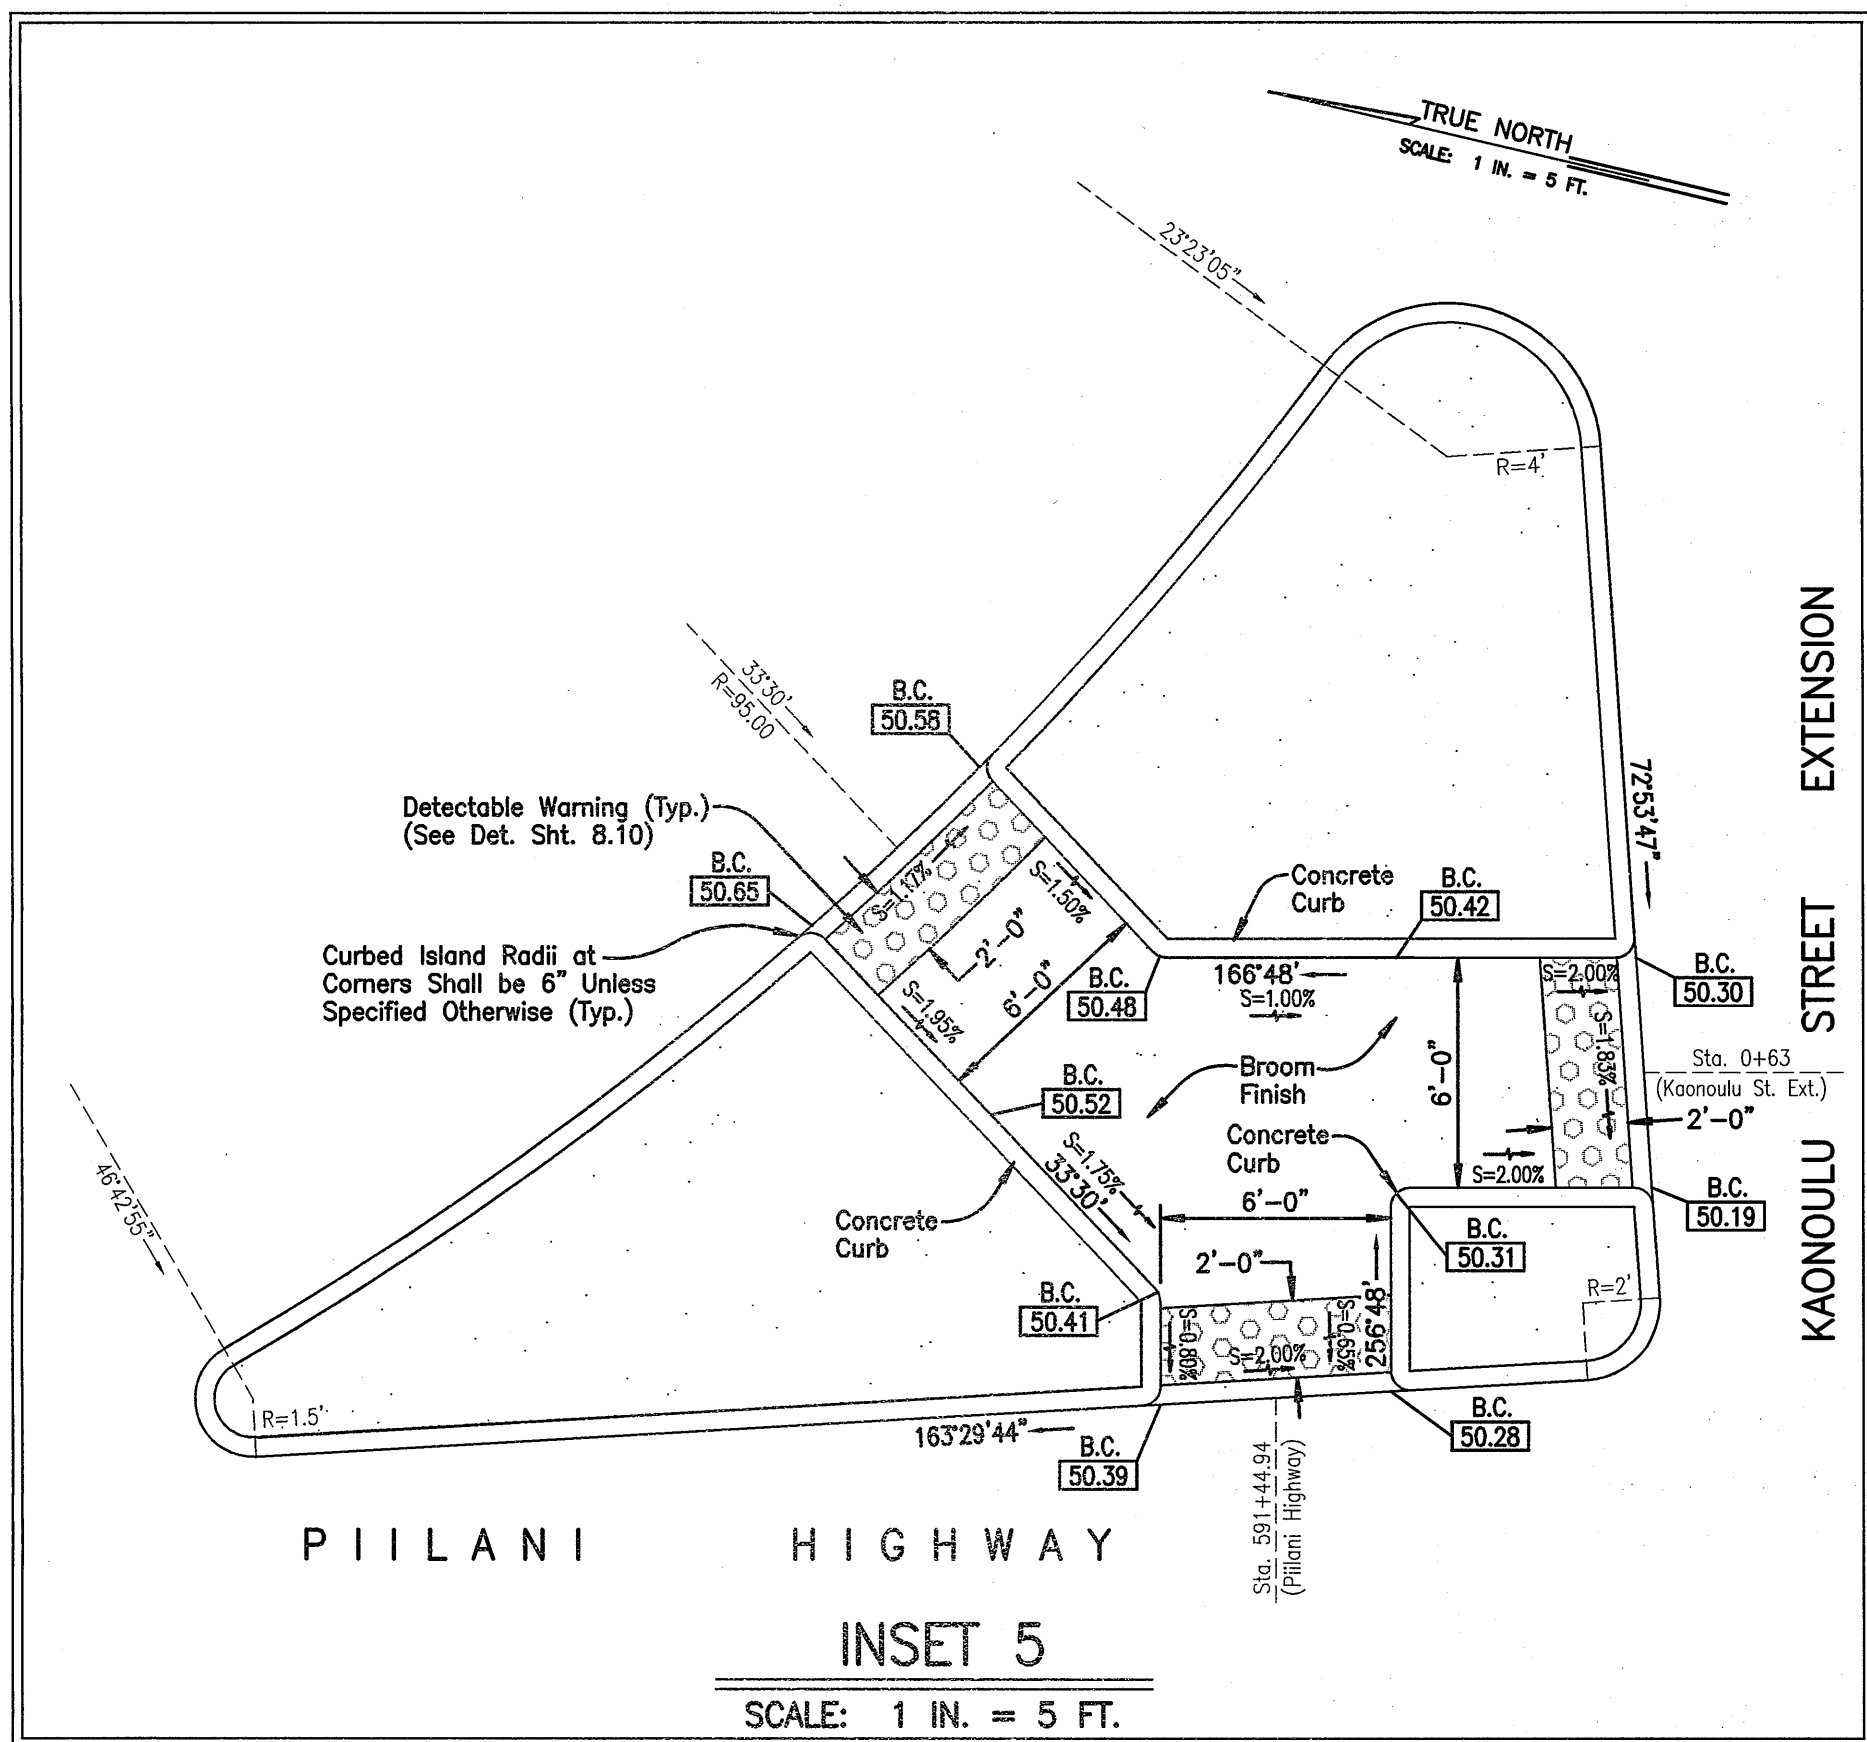 TRUE NORTH
SCALE: 1 IN. = 5 FT.
23°23'05"
R=4'
33°30'
R=95.00
B.C.
50.58
Detectable Warning (Typ.)
(See Det. Sht. 8.10)
B.C.
50.65
Curbed Island Radii at
Corners Shall be 6" Unless
Specified Otherwise (Typ.)
S=1.17%
S=1.50%
2'-0"
6'-0"
S=1.95%
B.C.
50.48
Concrete
Curb
B.C.
50.42
166°48'
S=1.00%
72°53'47"
S=2.00%
B.C.
50.30
S=1.83%
Sta. 0+63
(Kaonoulu St. Ext.)
2'-0"
6'-0"
Broom
Finish
B.C.
50.52
Concrete
Curb
S=2.00%
B.C.
50.19
S=1.75%
33°30'
6'-0"
2'-0"
B.C.
50.31
R=2'
256°48'
Concrete
Curb
B.C.
50.41
S=0.80%
S=2.00%
S=0.65%
46°42'55"
R=1.5'
163°29'44"
B.C.
50.39
B.C.
50.28
Sta. 591+44.94
(Piilani Highway)
KAONOULU STREET EXTENSION
PIILANI HIGHWAY
INSET 5
SCALE: 1 IN. = 5 FT.